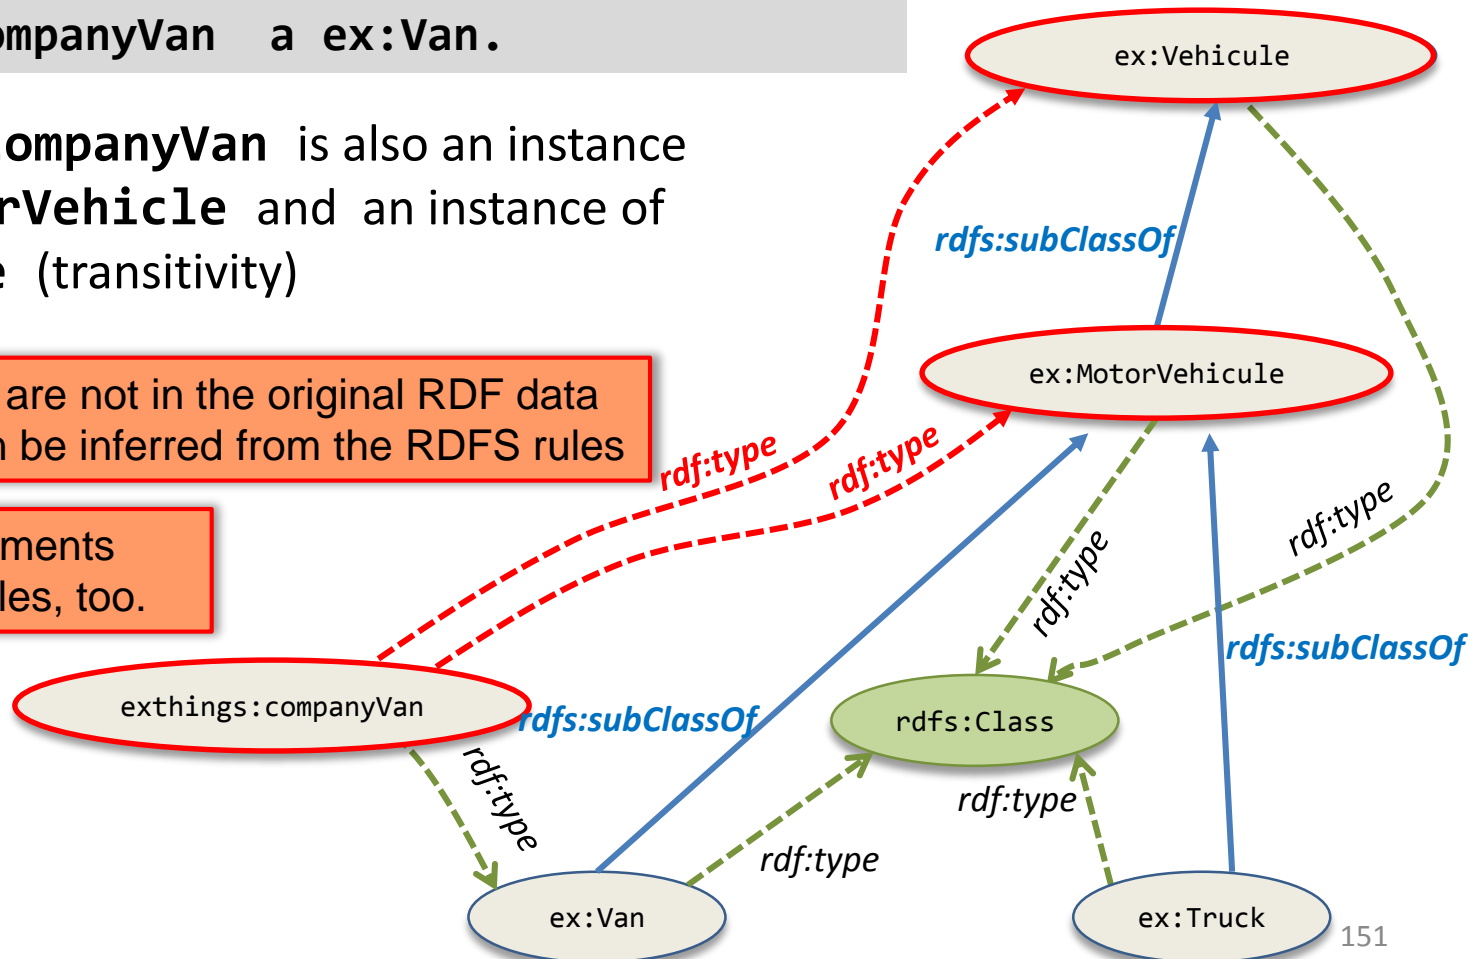 ompanyVan a ex:Van.
ex:Vehicule
ompanyVan is also an instance
rVehicle and an instance of
e (transitivity)
rdfs:subClassOf
are not in the original RDF data
n be inferred from the RDFS rules
ex:MotorVehicule
rdf:type
rdf:type
rdf:type
rdf:type
ments
les, too.
rdfs:subClassOf
exthings:companyVan
rdfs:subClassOf
rdfs:Class
rdf:type
rdf:type
rdf:type
ex:Van
ex:Truck
151